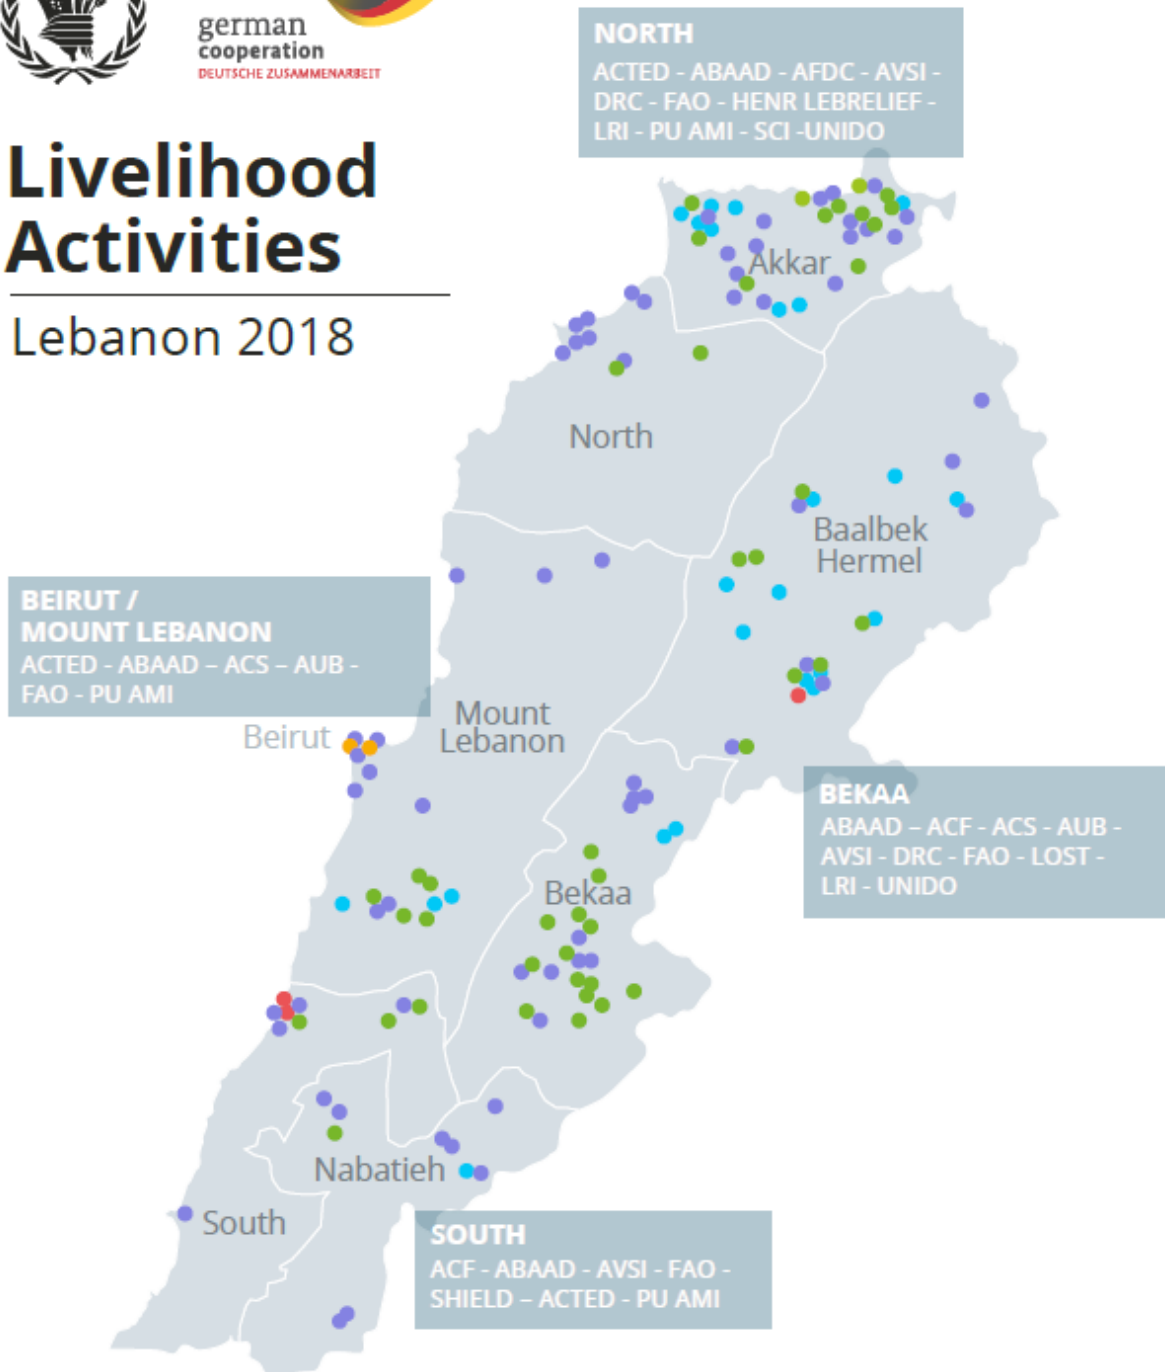 german
cooperation
DEUTSCHE ZUSAMMENARBEIT
Livelihood
Activities
Lebanon 2018
NORTH
ACTED - ABAAD - AFDC - AVSI -
DRC - FAO - HENR LEBRELIEF -
LRI - PU AMI - SCI -UNIDO
Akkar
North
Baalbek
Hermel
BEIRUT /
MOUNT LEBANON
ACTED - ABAAD – ACS – AUB -
FAO - PU AMI
Mount
Lebanon
Beirut
BEKAA
ABAAD – ACF - ACS - AUB -
AVSI - DRC - FAO - LOST -
LRI - UNIDO
Bekaa
Nabatieh
South
SOUTH
ACF - ABAAD - AVSI - FAO -
SHIELD – ACTED - PU AMI